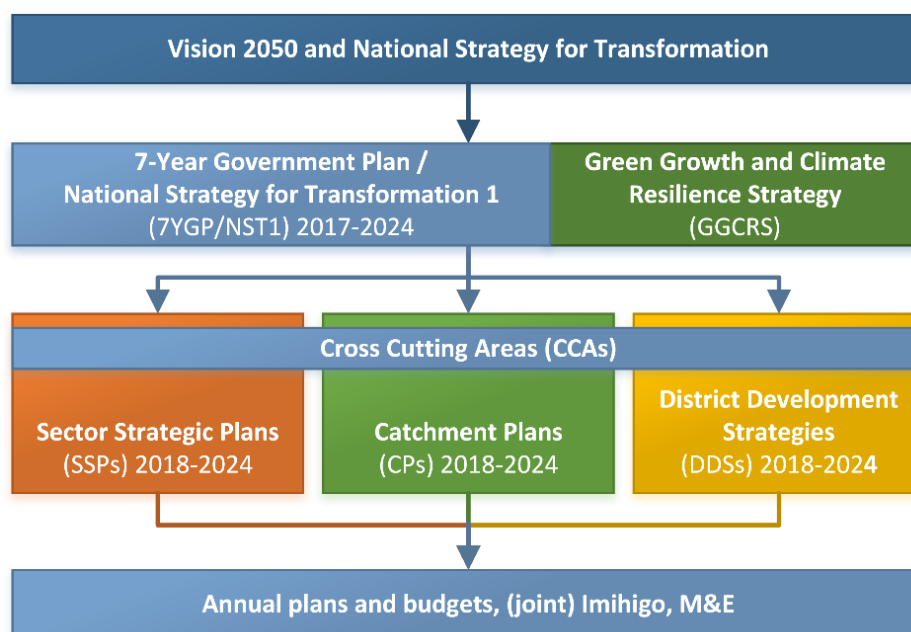 Vision 2050 and National Strategy for Transformation
7-Year Government Plan /
National Strategy for Transformation 1
(7YGP/NST1) 2017-2024
Green Growth and Climate
Resilience Strategy
(GGCRS)
Cross Cutting Areas (CCAs)
Sector Strategic Plans
(SSPs) 2018-2024
Catchment Plans
(CPs) 2018-2024
District Development
Strategies
(DDSs) 2018-2024
Annual plans and budgets, (joint) Imihigo, M&E